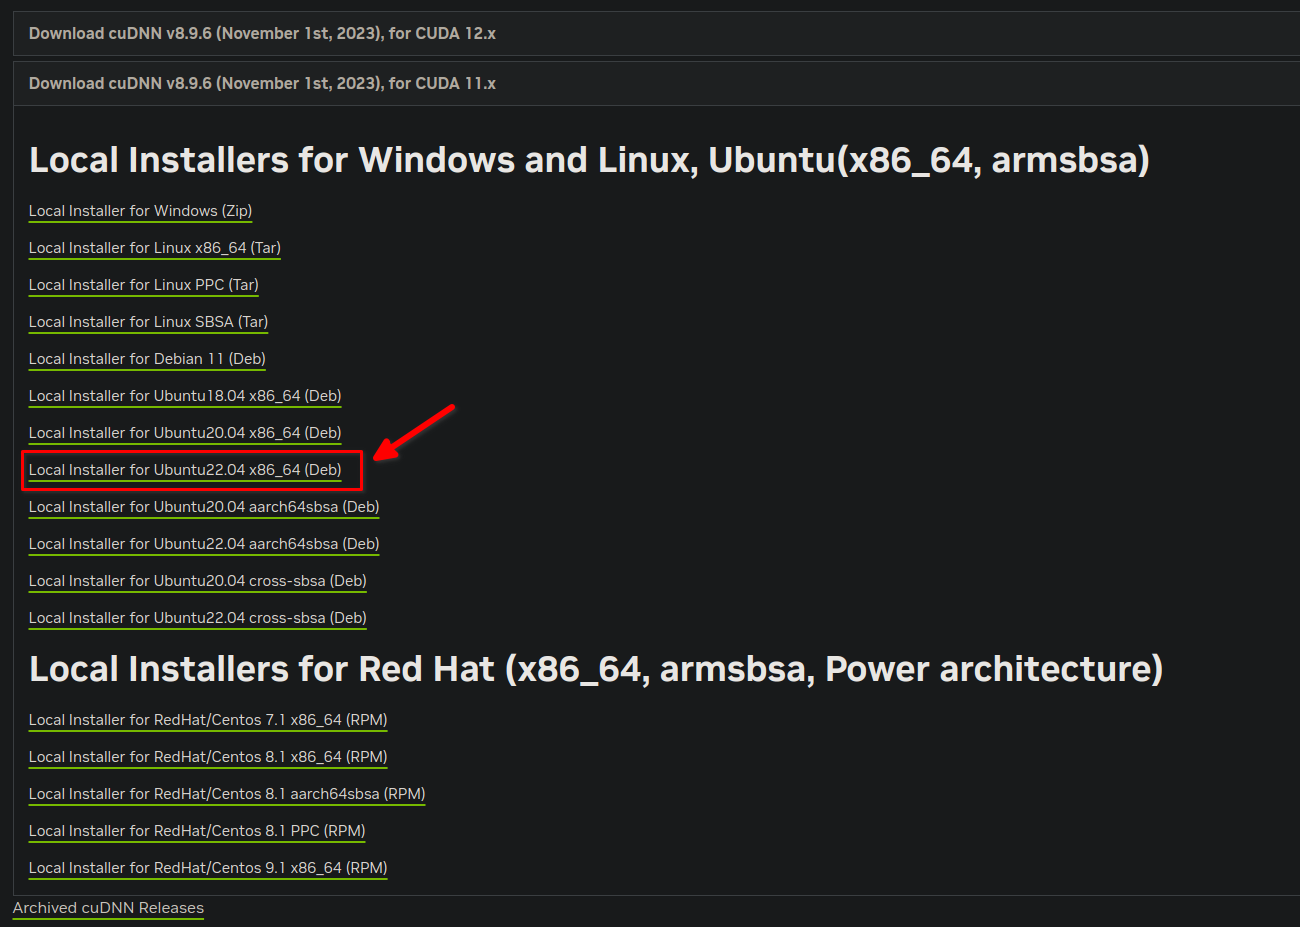 Download cuDNN v8.9.6 (November 1st, 2023), for CUDA 12.x
Download cuDNN v8.9.6 (November 1st, 2023), for CUDA 11.x
Local Installers for Windows and Linux, Ubuntu(x86_64, armsbsa)
Local Installer for Windows (Zip)
Local Installer for Linux x86_64 (Tar)
Local Installer for Linux PPC (Tar)
Local Installer for Linux SBSA (Tar)
Local Installer for Debian 11 (Deb)
Local Installer for Ubuntu18.04 x86_64 (Deb)
Local Installer for Ubuntu20.04 x86_64 (Deb)
Local Installer for Ubuntu22.04 x86_64 (Deb)
Local Installer for Ubuntu20.04 aarch64sbsa (Deb)
Local Installer for Ubuntu22.04 aarch64sbsa (Deb)
Local Installer for Ubuntu20.04 cross-sbsa (Deb)
Local Installer for Ubuntu22.04 cross-sbsa (Deb)
Local Installers for Red Hat (x86_64, armsbsa, Power architecture)
Local Installer for RedHat/Centos 7.1 x86_64 (RPM)
Local Installer for RedHat/Centos 8.1 x86_64 (RPM)
Local Installer for RedHat/Centos 8.1 aarch64sbsa (RPM)
Local Installer for RedHat/Centos 8.1 PPC (RPM)
Local Installer for RedHat/Centos 9.1 x86_64 (RPM)
Archived cuDNN Releases